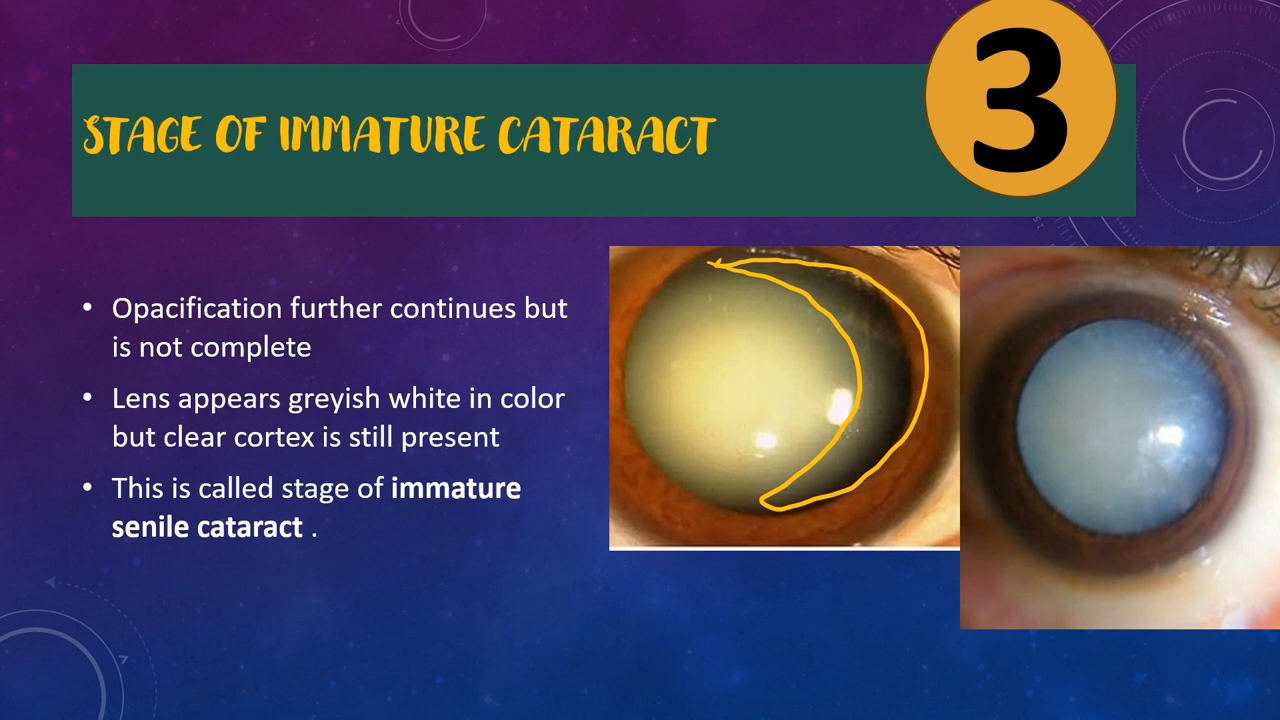 STAGE OF IMMATURE CATARACT
3
• Opacification further continues but
is not complete
• Lens appears greyish white in color
but clear cortex is still present
• This is called stage of immature
senile cataract .